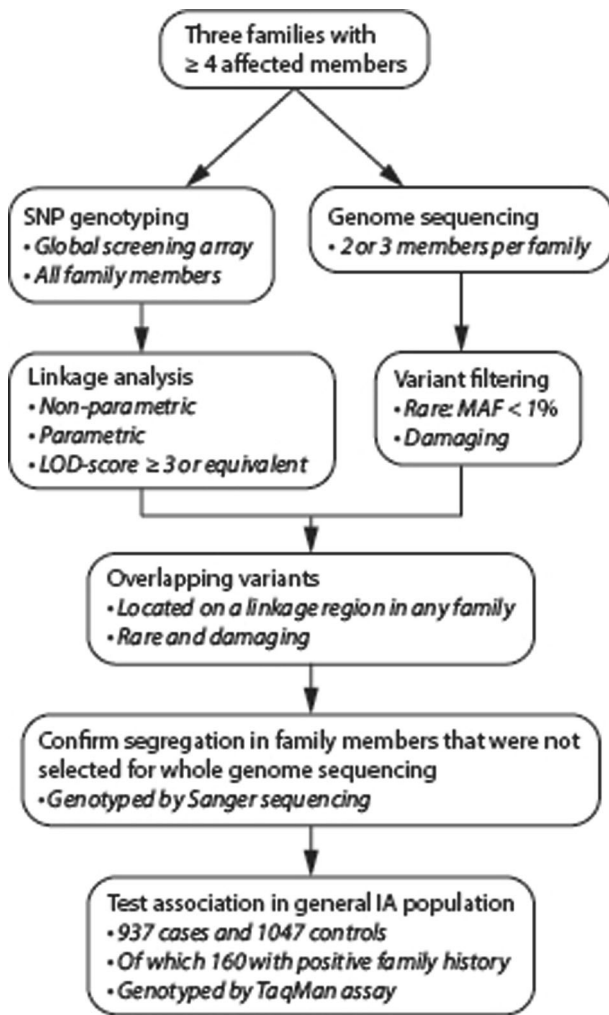 Three families with
≥ 4 affected members
SNP genotyping
• Global screening array
• All family members
Genome sequencing
• 2 or 3 members per family
Linkage analysis
• Non-parametric
• Parametric
• LOD-score ≥ 3 or equivalent
Variant filtering
• Rare: MAF < 1%
• Damaging
Overlapping variants
• Located on a linkage region in any family
• Rare and damaging
Confirm segregation in family members that were not
selected for whole genome sequencing
• Genotyped by Sanger sequencing
Test association in general IA population
• 937 cases and 1047 controls
• Of which 160 with positive family history
• Genotyped by TaqMan assay